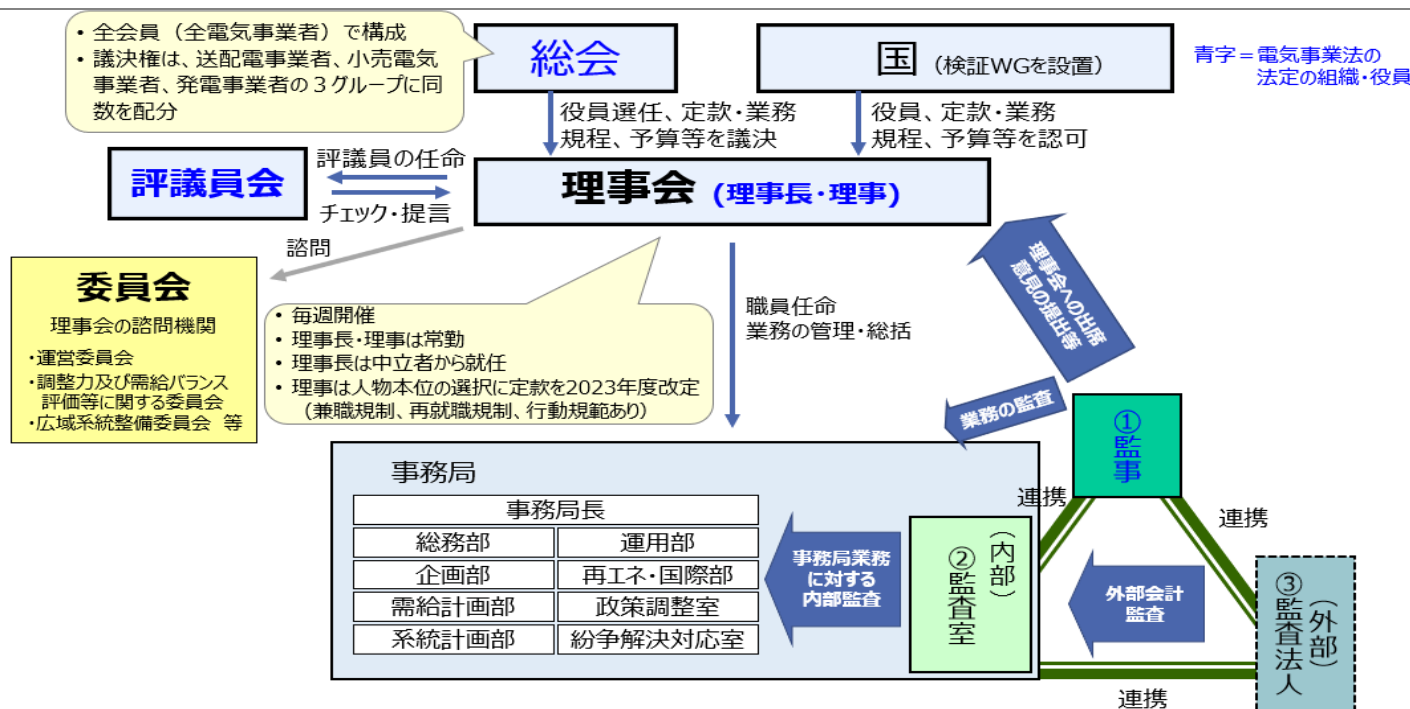 ・全会員（全電気事業者）で構成
・議決権は、送配電事業者、小売電気
事業者、発電事業者の３グループに同
数を配分
総会
国（検証WGを設置）
青字＝電気事業法の
法定の組織・役員
役員選任、定款・業務
規程、予算等を議決
役員、定款・業務
規程、予算等を認可
評議員会
評議員の任命
チェック・提言
理事会（理事長・理事）
諮問
委員会
理事会の諮問機関
・運営委員会
・調整力及び需給バランス
評価等に関する委員会
・広域系統整備委員会 等
・毎週開催
・理事長・理事は常勤
・理事長は中立者から就任
・理事は人物本位の選択に定款を2023年度改定
（兼職規制、再就職規制、行動規範あり）
職員任命
業務の管理・総括
理事会への出席
意見の提出等
業務の監査
①監事
事務局
事務局長
総務部
運用部
企画部
再エネ・国際部
需給計画部
政策調整室
系統計画部
紛争解決対応室
事務局業務
に対する
内部監査
（内部）
②監査室
連携
連携
外部会計
監査
（外部）
③監査法人
連携